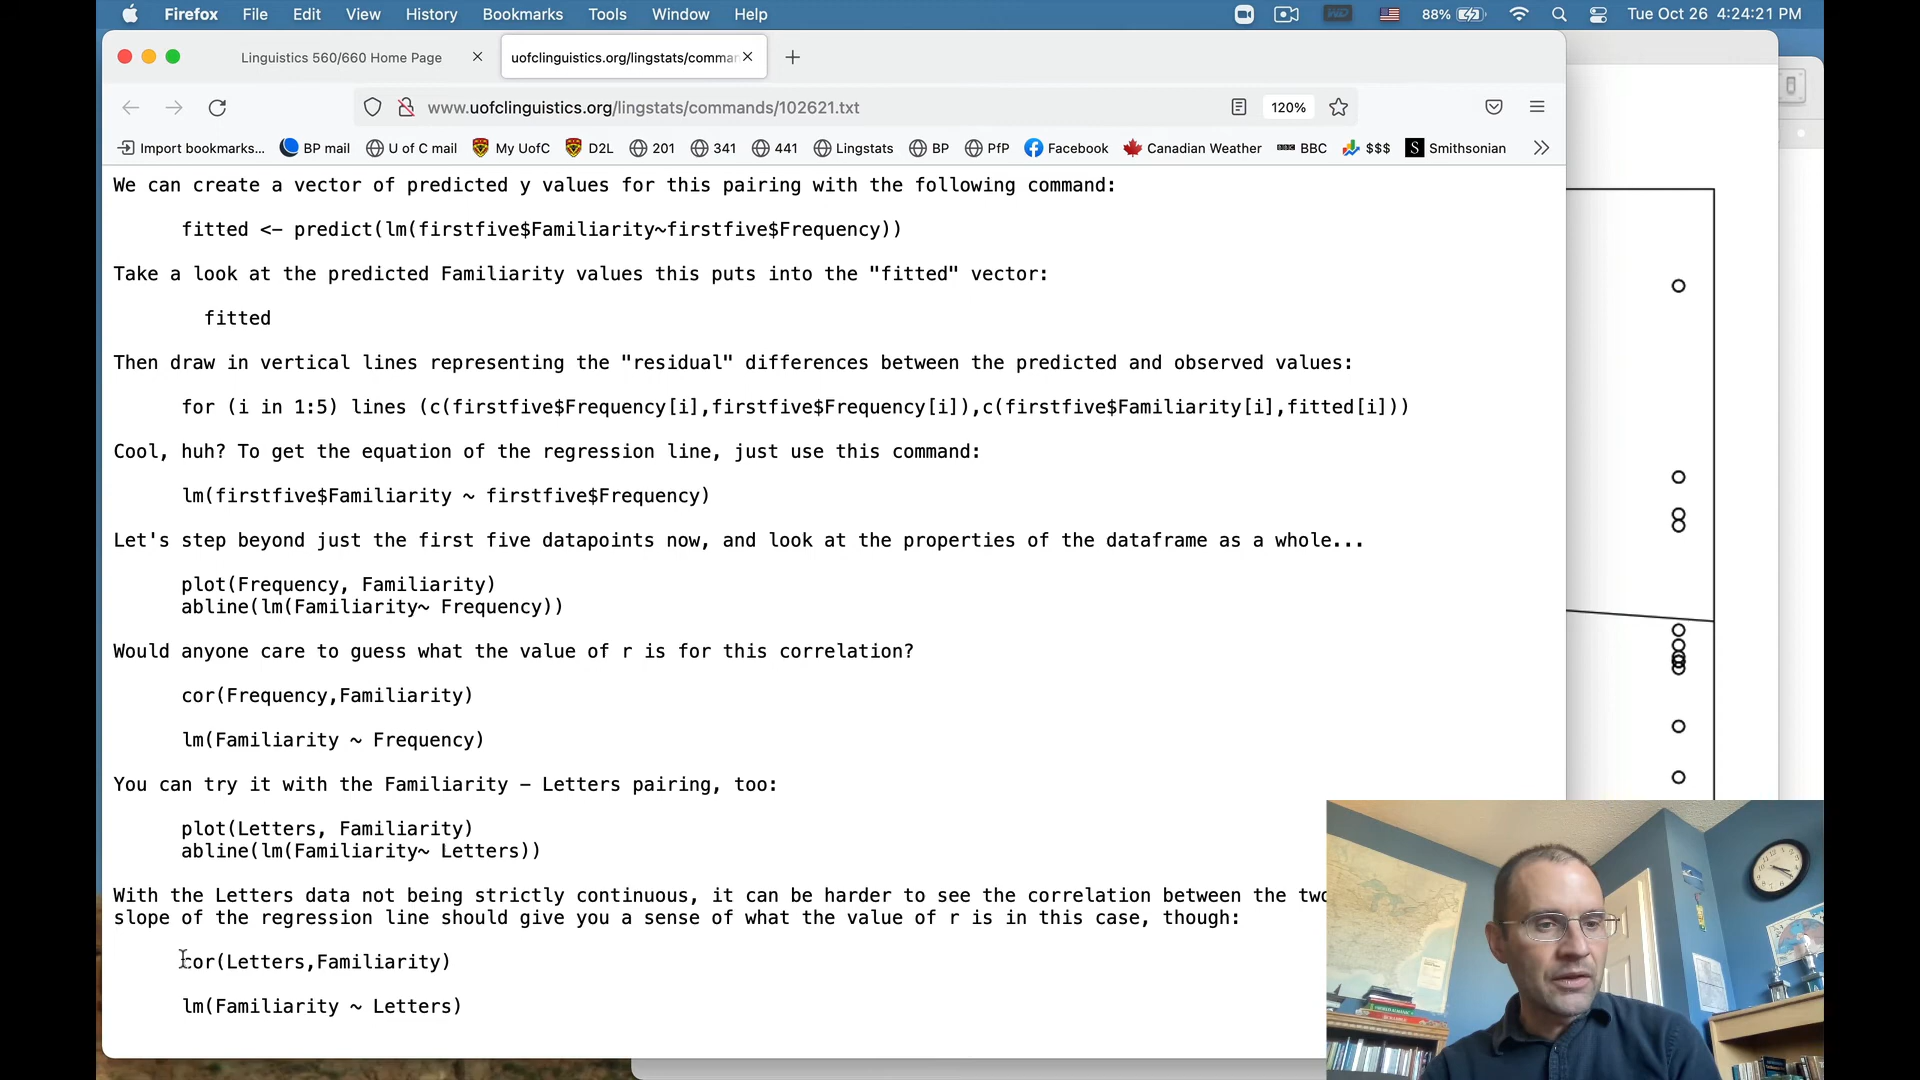 Firefox File Edit View History Bookmarks Tools Window Help 88% Tue Oct 26 4:24:21 PM
Linguistics 560/660 Home Page uofclinguistics.org/lingstats/comma
www.uofclinguistics.org/lingstats/commands/102621.txt 120%
Import bookmarks... BP mail U of C mail My UofC D2L 201 341 441 Lingstats BP PfP Facebook Canadian Weather BBC $$$ Smithsonian
We can create a vector of predicted y values for this pairing with the following command:
fitted <- predict(lm(firstfive$Familiarity~firstfive$Frequency))
Take a look at the predicted Familiarity values this puts into the "fitted" vector:
fitted
Then draw in vertical lines representing the "residual" differences between the predicted and observed values:
for (i in 1:5) lines (c(firstfive$Frequency[i],firstfive$Frequency[i]),c(firstfive$Familiarity[i],fitted[i]))
Cool, huh? To get the equation of the regression line, just use this command:
lm(firstfive$Familiarity ~ firstfive$Frequency)
Let's step beyond just the first five datapoints now, and look at the properties of the dataframe as a whole...
plot(Frequency, Familiarity)
abline(lm(Familiarity~ Frequency))
Would anyone care to guess what the value of r is for this correlation?
cor(Frequency,Familiarity)
lm(Familiarity ~ Frequency)
You can try it with the Familiarity - Letters pairing, too:
plot(Letters, Familiarity)
abline(lm(Familiarity~ Letters))
With the Letters data not being strictly continuous, it can be harder to see the correlation between the two
slope of the regression line should give you a sense of what the value of r is in this case, though:
cor(Letters,Familiarity)
lm(Familiarity ~ Letters)